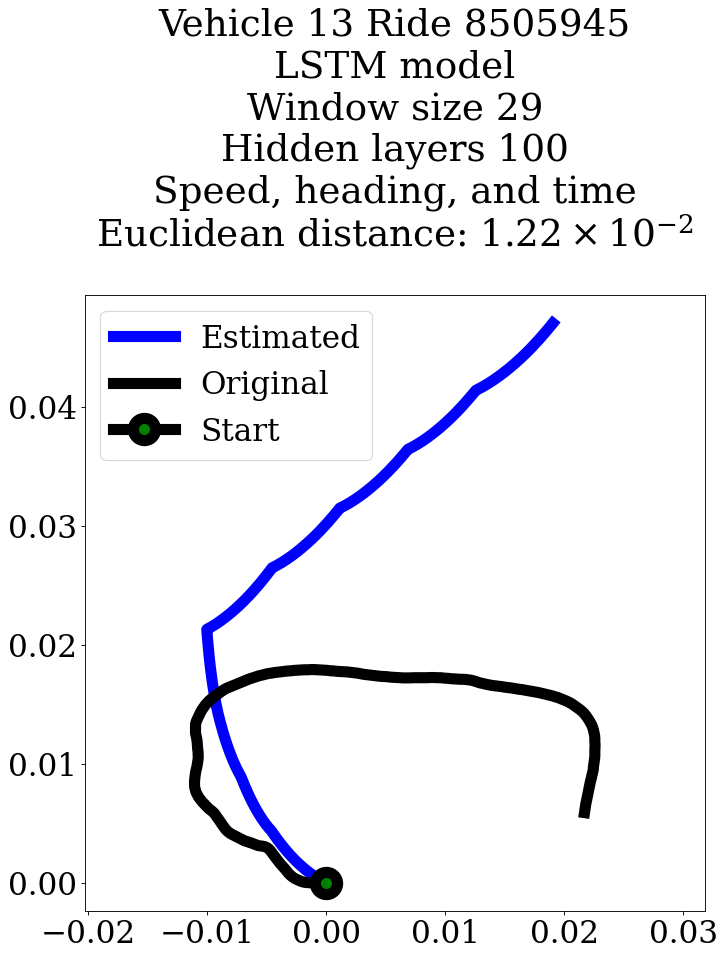 Vehicle 13 Ride 8505945
LSTM model
Window size 29
Hidden layers 100
Speed, heading, and time
Euclidean distance: 1.22 × 10⁻²
Estimated
Original
Start
0.04
0.03
0.02
0.01
0.00
−0.02 −0.01 0.00 0.01 0.02 0.03